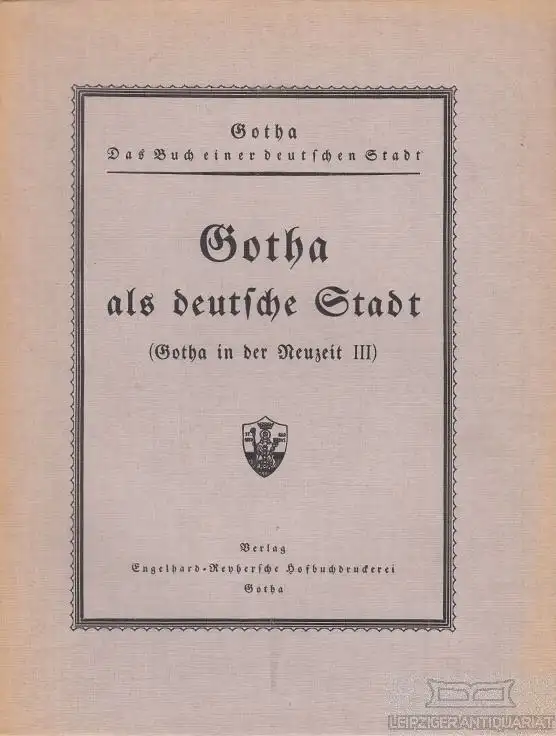 Gotha
Das Buch einer deutschen Stadt
Gotha
als deutsche Stadt
(Gotha in der Neuzeit III)
Verlag
Engelhard-Reyhersche Hofbuchdruckerei
Gotha
LEIPZIGER ANTIQUARIAT